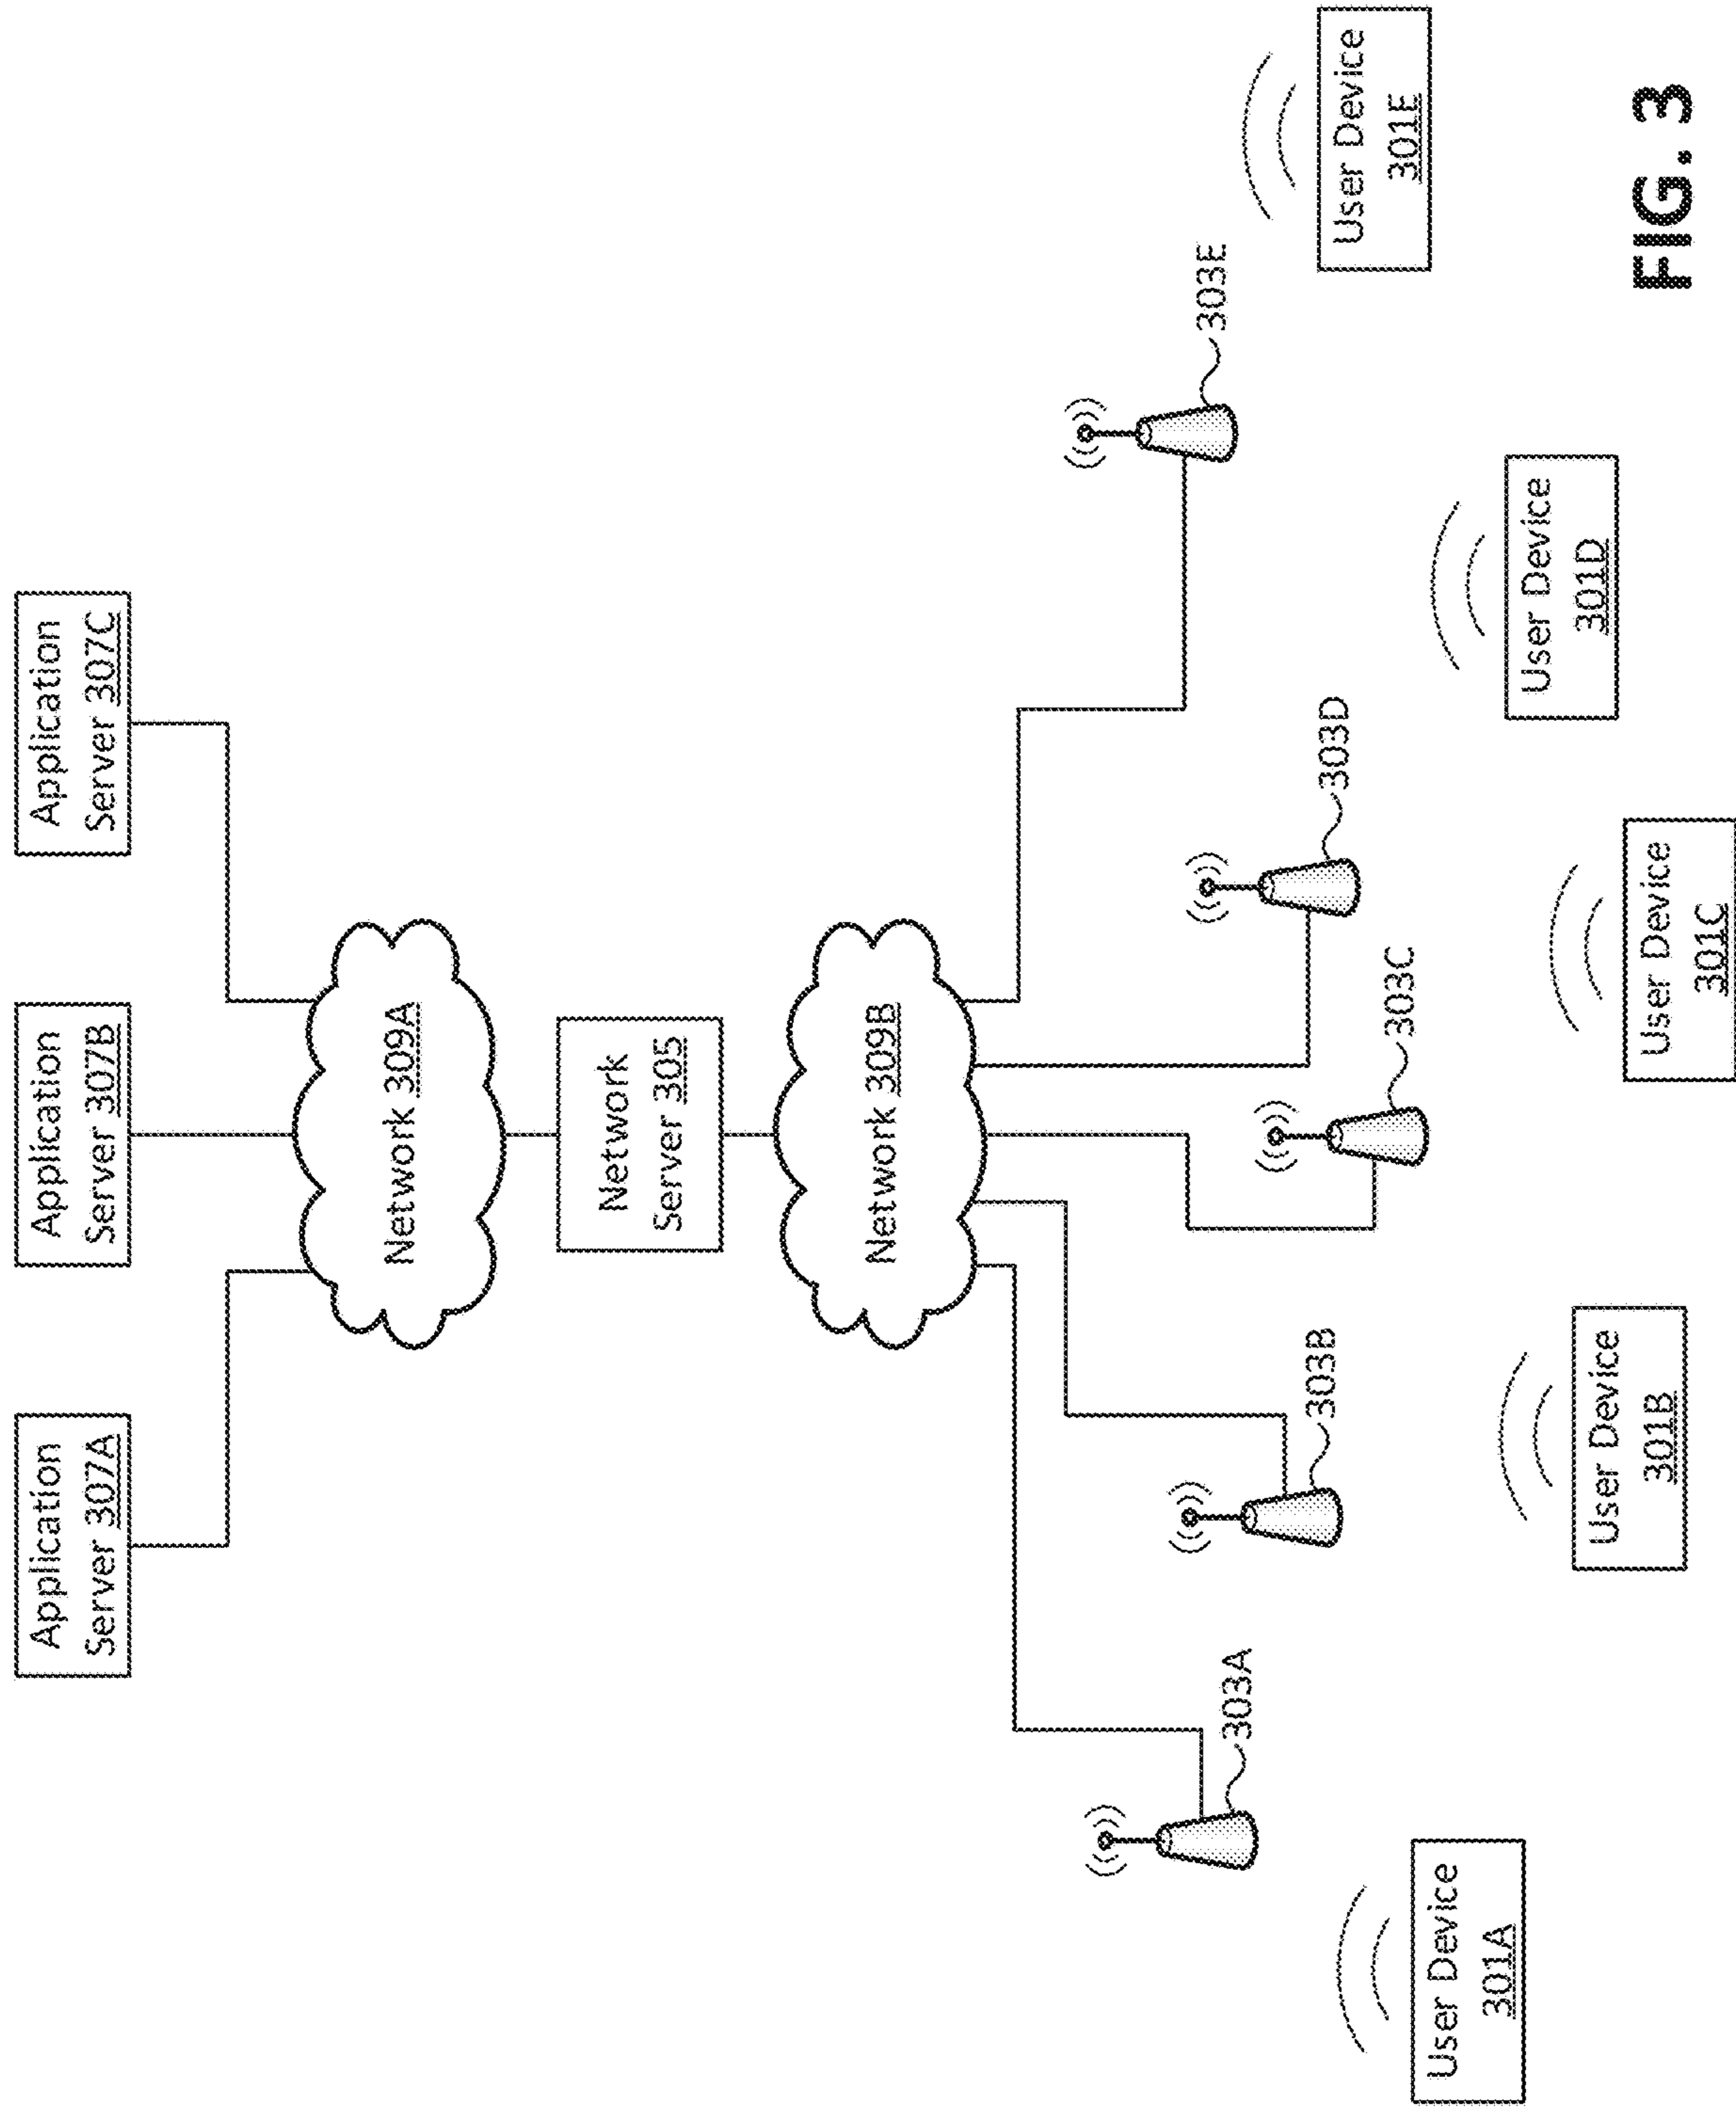 Application
Server 307A
Application
Server 307B
Application
Server 307C
Network 309A
Network
Server 305
Network 309B
303A
303B
303C
303D
303E
User Device
301A
User Device
301B
User Device
301C
User Device
301D
User Device
301E
FIG. 3